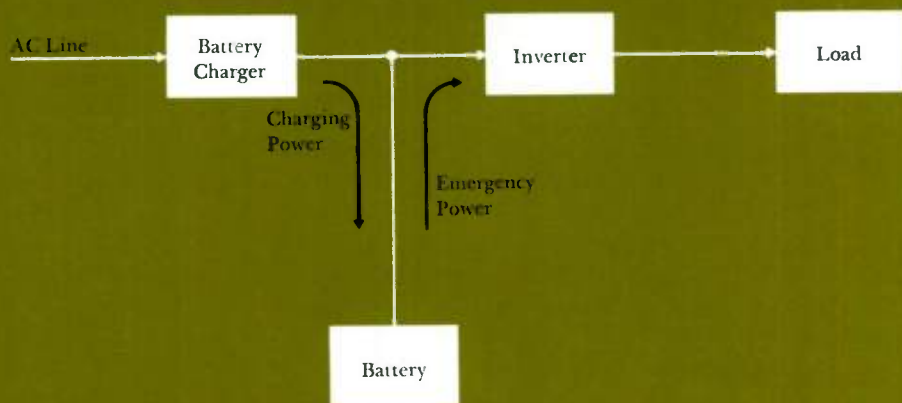 AC Line
Battery
Charger
Inverter
Load
Charging
Power
Emergency
Power
Battery